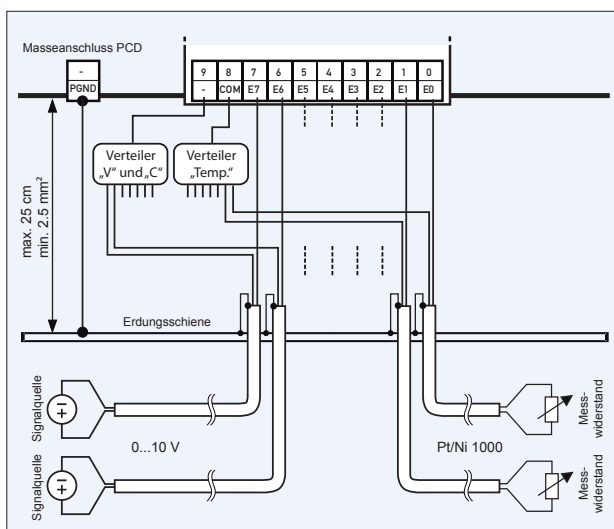 Masseanschluss PCD
-
PGND
9 8 7 6 5 4 3 2 1 0
- COM E7 E6 E5 E4 E3 E2 E1 E0
Verteiler
„V" und „C"
Verteiler
„Temp."
max. 25 cm
min. 2.5 mm²
Erdungsschiene
Signalquelle
0...10 V
Signalquelle
Pt/Ni 1000
Mess-
widerstand
Mess-
widerstand